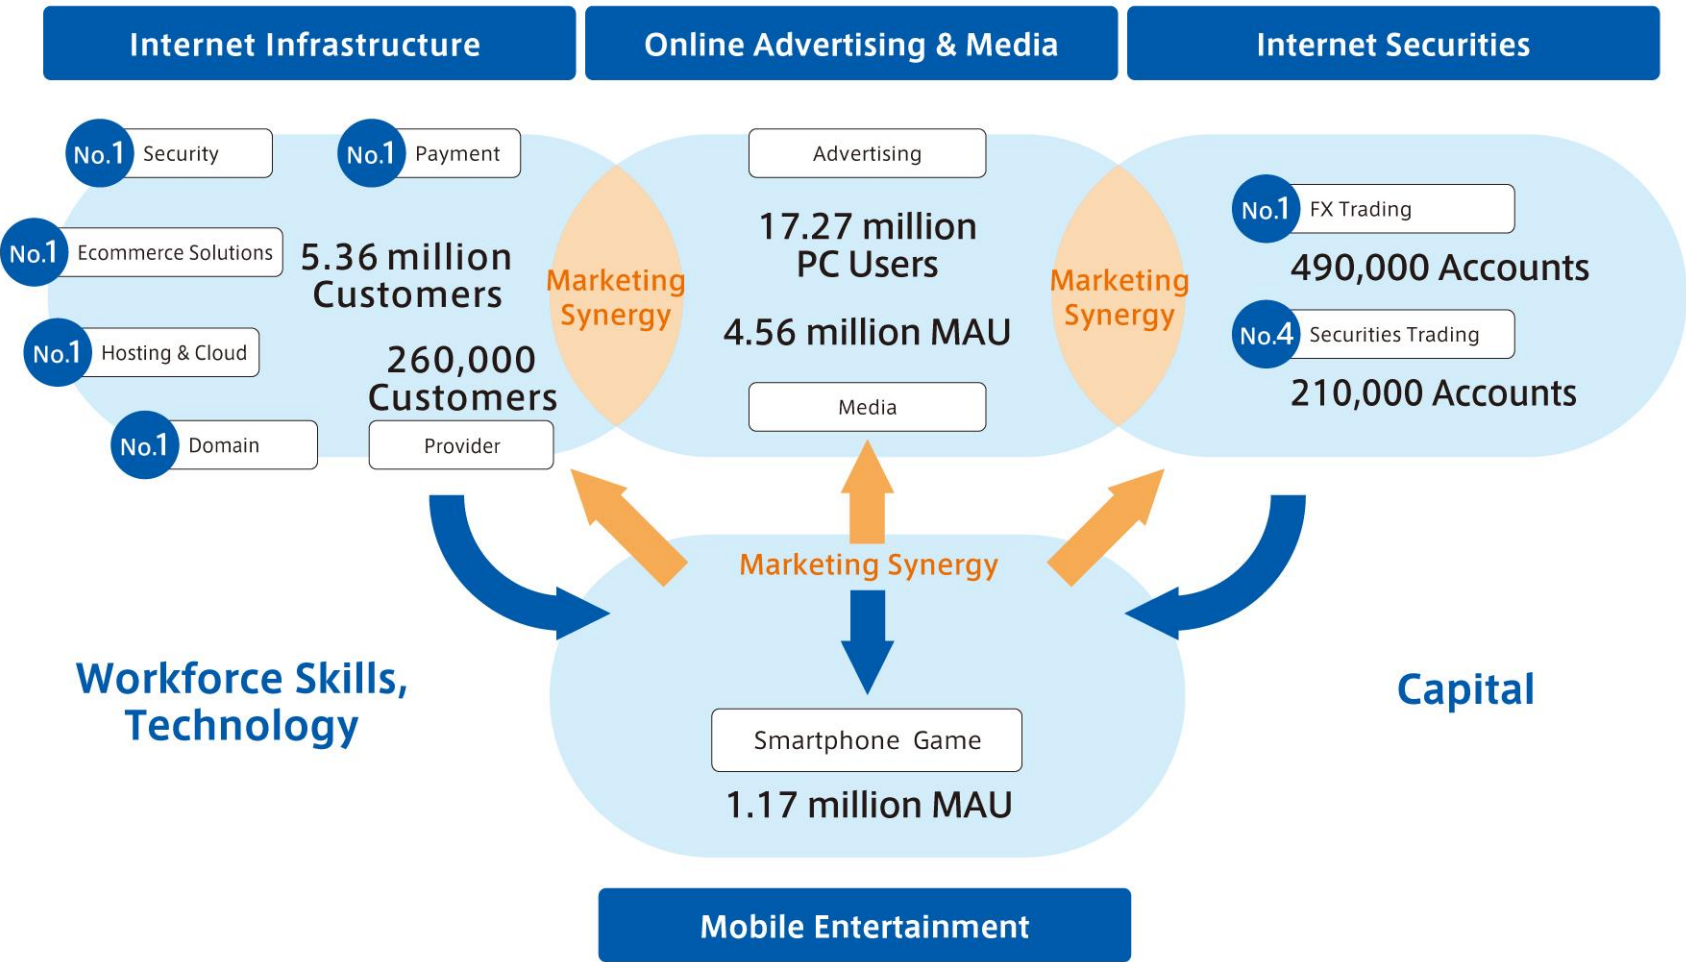 Internet Infrastructure
Online Advertising & Media
Internet Securities
No.1 Security
No.1 Payment
No.1 Ecommerce Solutions
5.36 million
Customers
No.1 Hosting & Cloud
260,000
Customers
No.1 Domain
Provider
Marketing
Synergy
Advertising
17.27 million
PC Users
4.56 million MAU
Media
Marketing
Synergy
No.1 FX Trading
490,000 Accounts
No.4 Securities Trading
210,000 Accounts
Marketing Synergy
Workforce Skills,
Technology
Capital
Smartphone Game
1.17 million MAU
Mobile Entertainment